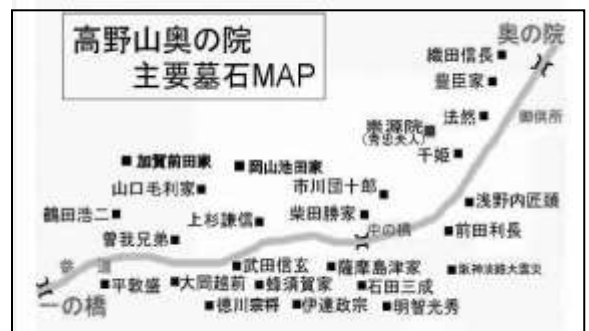 高野山奥の院
主要墓石MAP
奥の院
織田信長■
豊臣家■
法然■
御供所
崇源院■
(秀忠夫人)
千姫■
■加賀前田家
■岡山池田家
山口毛利家■
市川団十郎■
■浅野内匠頭
鶴田浩二■
上杉謙信■
柴田勝家■
中の橋
■前田利長
曽我兄弟■
参道
■武田信玄
■薩摩島津家
■阪神淡路大震災
一の橋
■平敦盛
■大岡越前
■蜂須賀家
■石田三成
■徳川宗将
■伊達政宗
■明智光秀